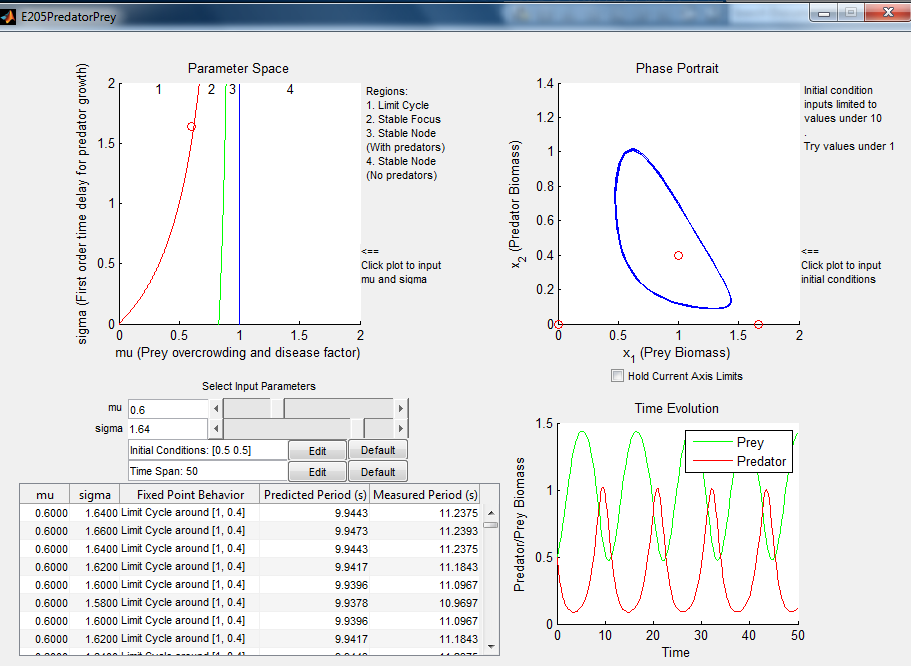 E205PredatorPrey
Parameter Space
sigma (First order time delay for predator growth)
2
1.5
1
0.5
0
1 2 3 4
0 0.5 1 1.5 2
mu (Prey overcrowding and disease factor)
Regions:
1. Limit Cycle
2. Stable Focus
3. Stable Node
(With predators)
4. Stable Node
(No predators)
<==
Click plot to input
mu and sigma
Phase Portrait
x2 (Predator Biomass)
1.4
1.2
1
0.8
0.6
0.4
0.2
0
0 0.5 1 1.5 2
x1 (Prey Biomass)
Initial condition
inputs limited to
values under 10
.
Try values under 1
<==
Click plot to input
initial conditions
Hold Current Axis Limits
Select Input Parameters
mu 0.6
sigma 1.64
Initial Conditions: [0.5 0.5] Edit Default
Time Span: 50 Edit Default
mu sigma Fixed Point Behavior Predicted Period (s) Measured Period (s)
0.6000 1.6400 Limit Cycle around [1, 0.4] 9.9443 11.2375
0.6000 1.6600 Limit Cycle around [1, 0.4] 9.9473 11.2393
0.6000 1.6400 Limit Cycle around [1, 0.4] 9.9443 11.2375
0.6000 1.6200 Limit Cycle around [1, 0.4] 9.9417 11.1843
0.6000 1.6000 Limit Cycle around [1, 0.4] 9.9396 11.0967
0.6000 1.5800 Limit Cycle around [1, 0.4] 9.9378 10.9697
0.6000 1.6000 Limit Cycle around [1, 0.4] 9.9396 11.0967
0.6000 1.6200 Limit Cycle around [1, 0.4] 9.9417 11.1843
Time Evolution
Predator/Prey Biomass
1.5
1
0.5
0
Prey
Predator
0 10 20 30 40 50
Time